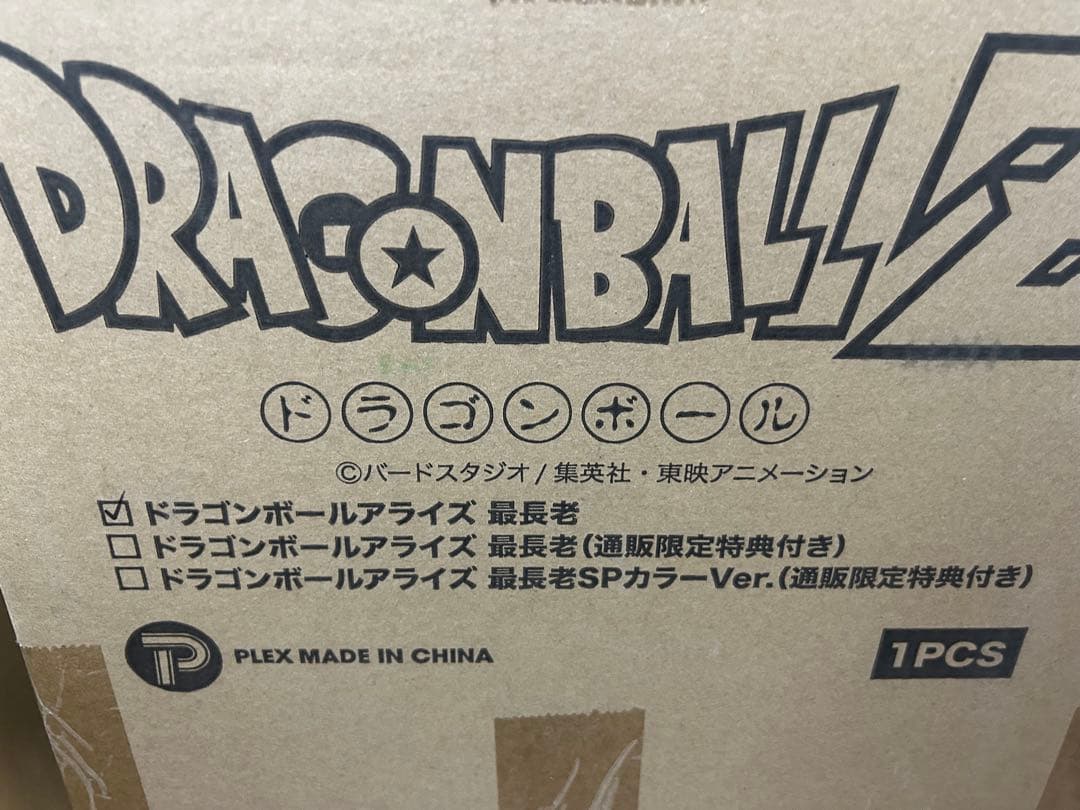 DRAGONBALL Z
ドラゴンボール
©バードスタジオ / 集英社・東映アニメーション
☑ ドラゴンボールアライズ 最長老
☐ ドラゴンボールアライズ 最長老(通販限定特典付き)
☐ ドラゴンボールアライズ 最長老SPカラーVer.(通販限定特典付き)
PLEX MADE IN CHINA
1PCS